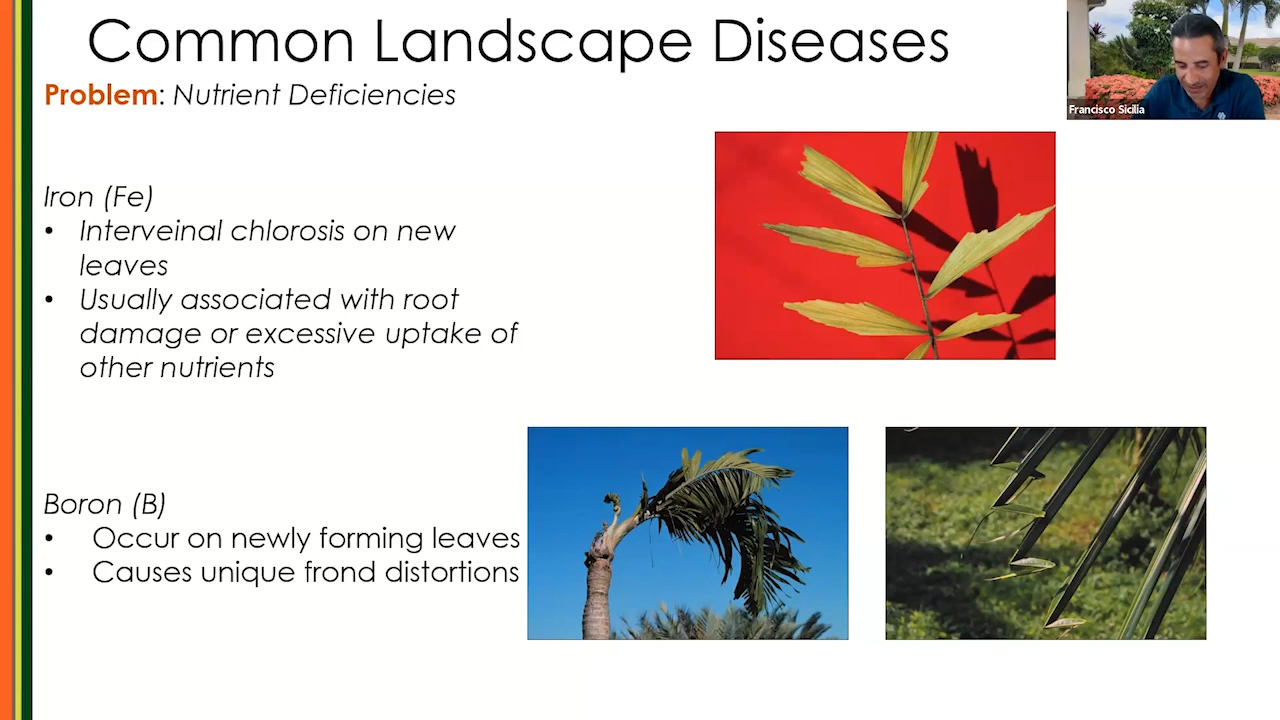 Common Landscape Diseases
Problem: Nutrient Deficiencies
Francisco Sicilia
Iron (Fe)
• Interveinal chlorosis on new
leaves
• Usually associated with root
damage or excessive uptake of
other nutrients
Boron (B)
• Occur on newly forming leaves
• Causes unique frond distortions